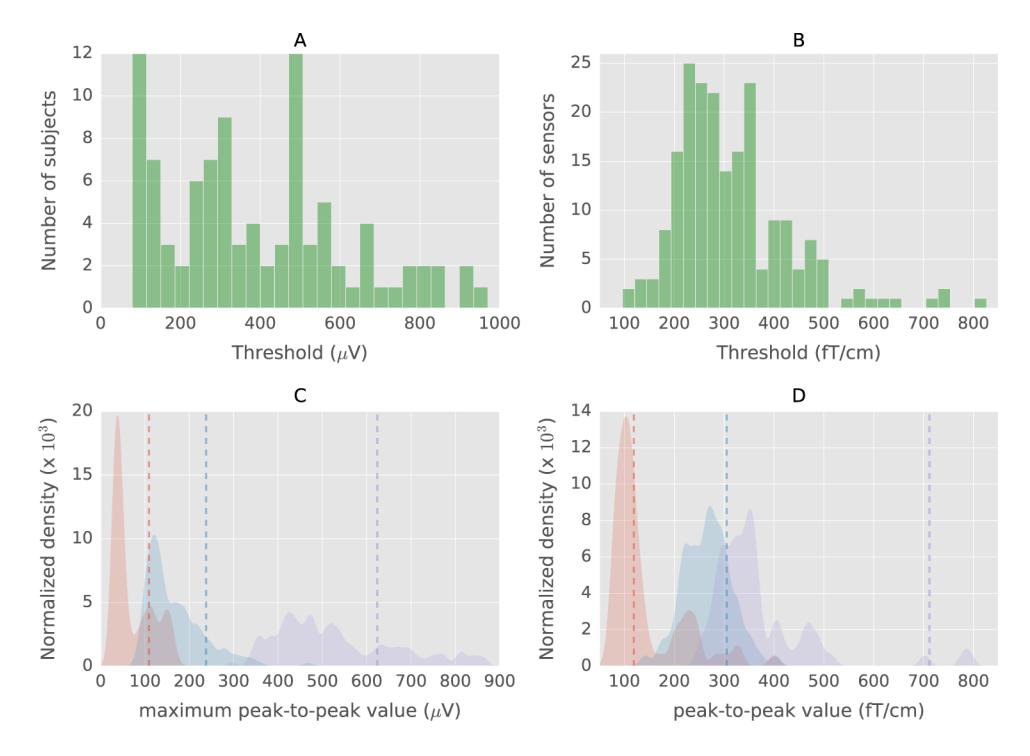 A
Number of subjects
12
10
8
6
4
2
0
0 200 400 600 800 1000
Threshold (μV)
B
Number of sensors
25
20
15
10
5
0
100 200 300 400 500 600 700 800
Threshold (fT/cm)
C
Normalized density (x 10³)
20
15
10
5
0
0 100 200 300 400 500 600 700 800 900
maximum peak-to-peak value (μV)
D
Normalized density (x 10³)
14
12
10
8
6
4
2
0
100 200 300 400 500 600 700 800
peak-to-peak value (fT/cm)